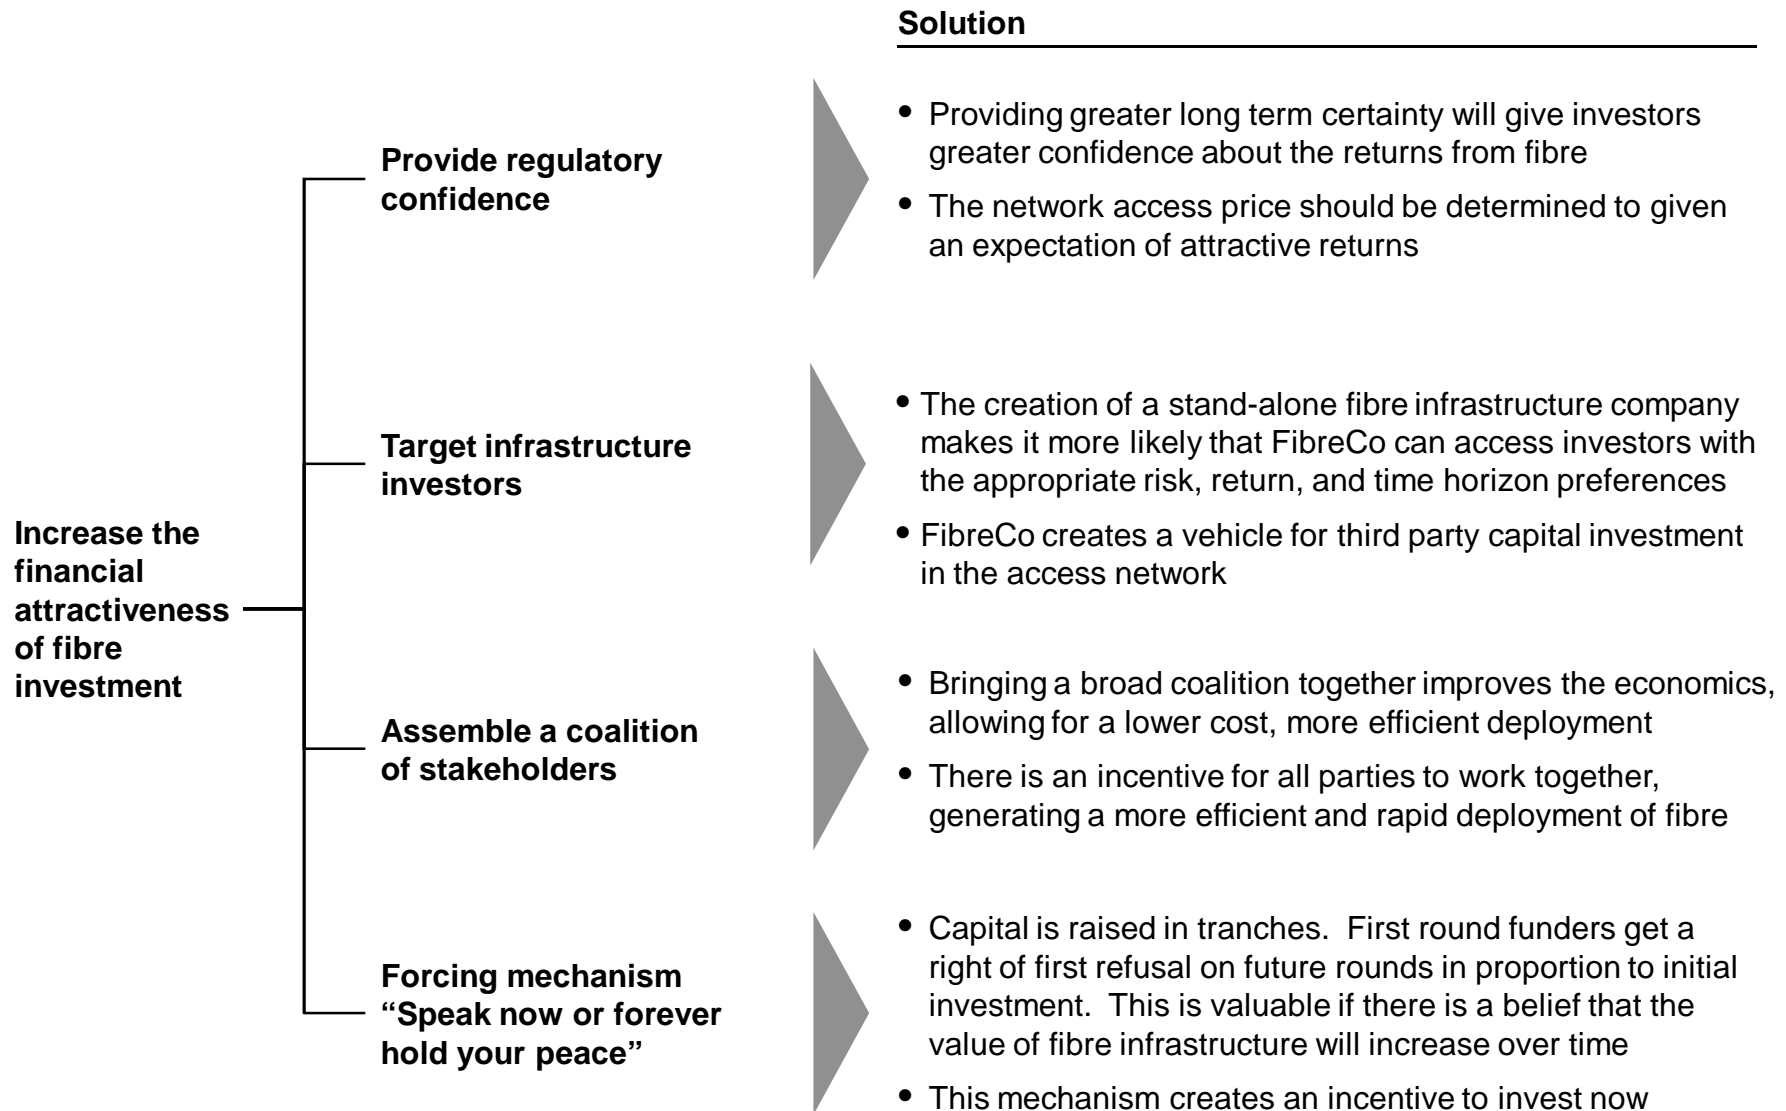 Solution
Increase the
financial
attractiveness
of fibre
investment
Provide regulatory
confidence
• Providing greater long term certainty will give investors
greater confidence about the returns from fibre
• The network access price should be determined to given
an expectation of attractive returns
Target infrastructure
investors
• The creation of a stand-alone fibre infrastructure company
makes it more likely that FibreCo can access investors with
the appropriate risk, return, and time horizon preferences
• FibreCo creates a vehicle for third party capital investment
in the access network
Assemble a coalition
of stakeholders
• Bringing a broad coalition together improves the economics,
allowing for a lower cost, more efficient deployment
• There is an incentive for all parties to work together,
generating a more efficient and rapid deployment of fibre
Forcing mechanism
“Speak now or forever
hold your peace”
• Capital is raised in tranches.  First round funders get a
right of first refusal on future rounds in proportion to initial
investment.  This is valuable if there is a belief that the
value of fibre infrastructure will increase over time
• This mechanism creates an incentive to invest now